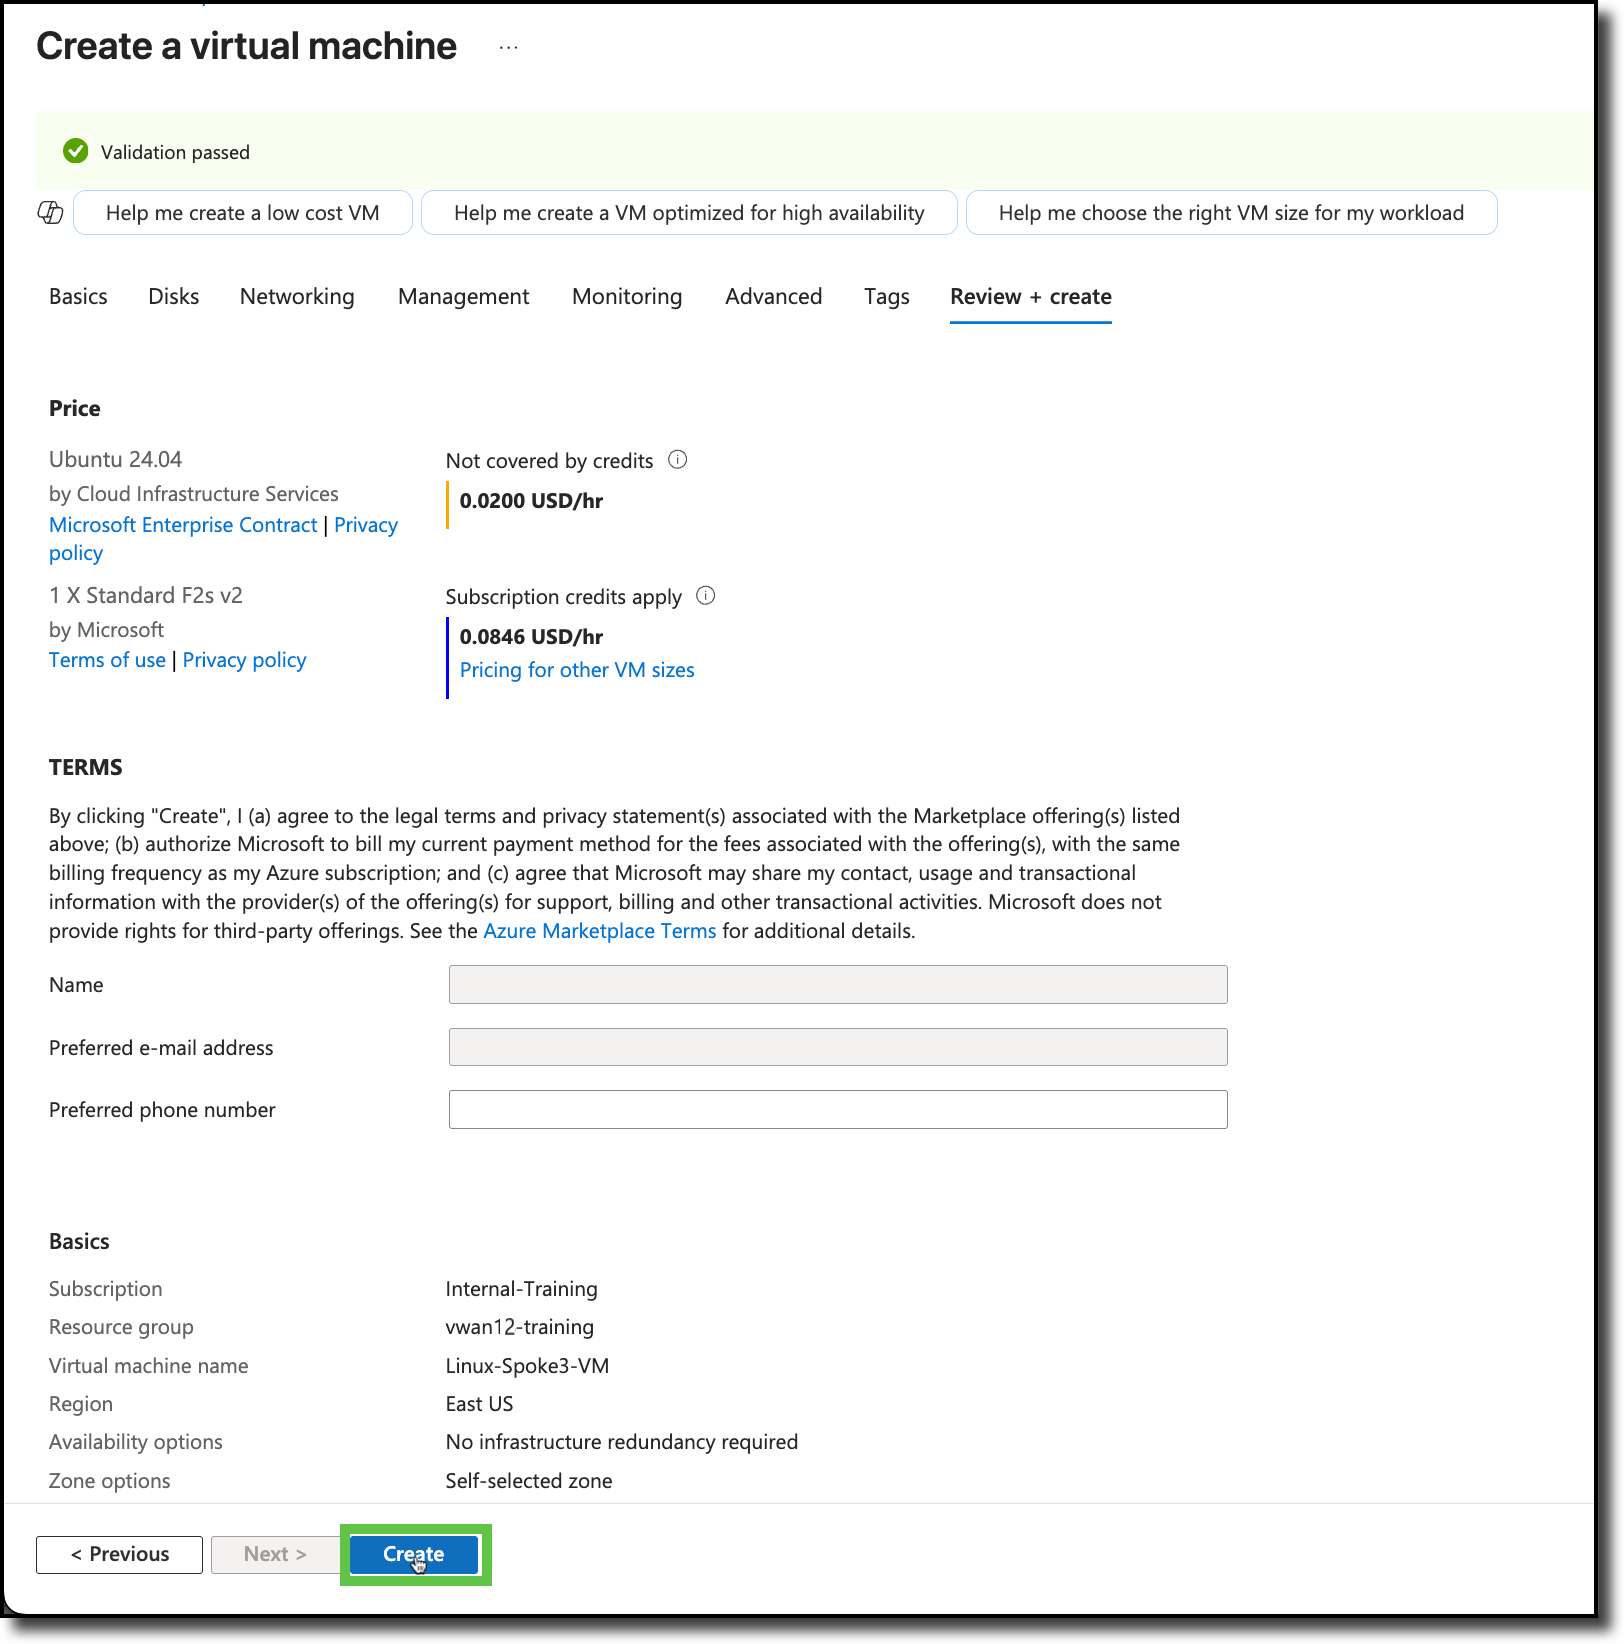 Create a virtual machine ...
Validation passed
Help me create a low cost VM
Help me create a VM optimized for high availability
Help me choose the right VM size for my workload
Basics Disks Networking Management Monitoring Advanced Tags Review + create
Price
Ubuntu 24.04
by Cloud Infrastructure Services
Microsoft Enterprise Contract | Privacy
policy
Not covered by credits
0.0200 USD/hr
1 X Standard F2s v2
by Microsoft
Terms of use | Privacy policy
Subscription credits apply
0.0846 USD/hr
Pricing for other VM sizes
TERMS
By clicking "Create", I (a) agree to the legal terms and privacy statement(s) associated with the Marketplace offering(s) listed
above; (b) authorize Microsoft to bill my current payment method for the fees associated with the offering(s), with the same
billing frequency as my Azure subscription; and (c) agree that Microsoft may share my contact, usage and transactional
information with the provider(s) of the offering(s) for support, billing and other transactional activities. Microsoft does not
provide rights for third-party offerings. See the Azure Marketplace Terms for additional details.
Name
Preferred e-mail address
Preferred phone number
Basics
Subscription Internal-Training
Resource group vwan12-training
Virtual machine name Linux-Spoke3-VM
Region East US
Availability options No infrastructure redundancy required
Zone options Self-selected zone
< Previous Next > Create